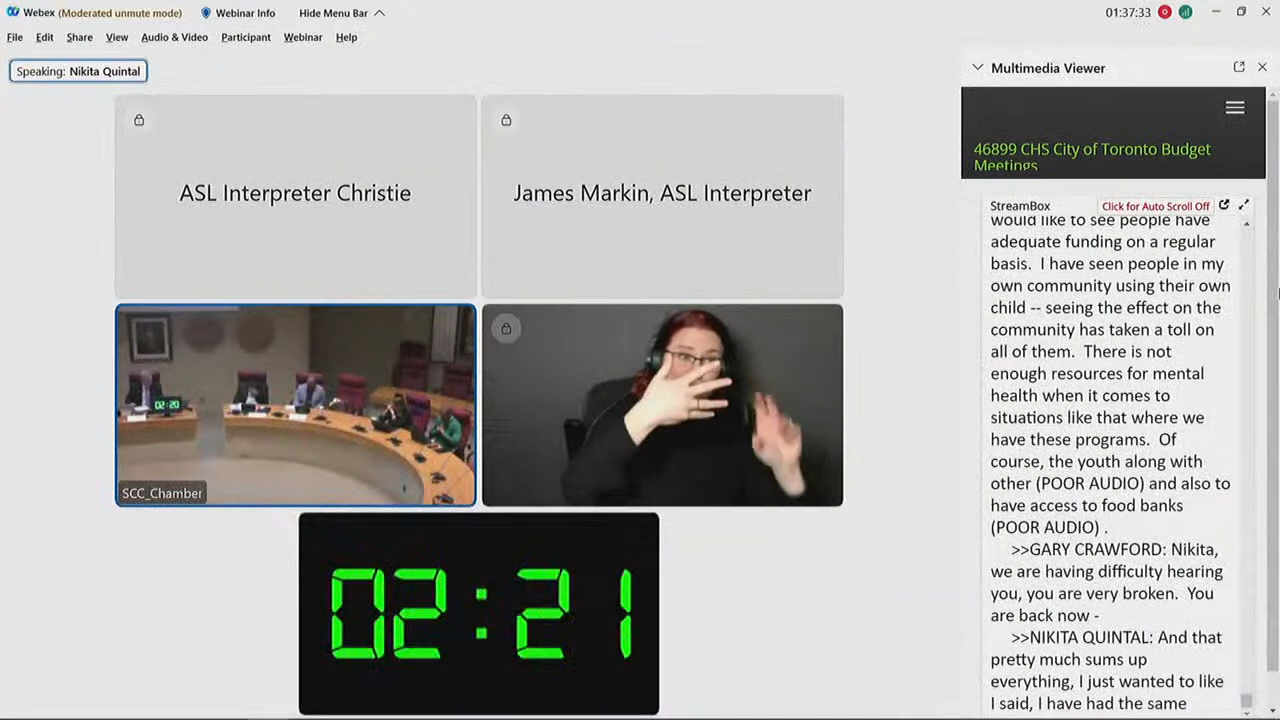 Webex (Moderated unmute mode) Webinar Info Hide Menu Bar 01:37:33
File Edit Share View Audio & Video Participant Webinar Help
Speaking: Nikita Quintal
Multimedia Viewer
ASL Interpreter Christie
James Markin, ASL Interpreter
02:20
SCC_Chamber
02:21
46899 CHS City of Toronto Budget
Meetings
StreamBox Click for Auto Scroll Off
would like to see people have
adequate funding on a regular
basis. I have seen people in my
own community using their own
child -- seeing the effect on the
community has taken a toll on
all of them. There is not
enough resources for mental
health when it comes to
situations like that where we
have these programs. Of
course, the youth along with
other (POOR AUDIO) and also to
have access to food banks
(POOR AUDIO) .
>>GARY CRAWFORD: Nikita,
we are having difficulty hearing
you, you are very broken. You
are back now -
>>NIKITA QUINTAL: And that
pretty much sums up
everything, I just wanted to like
I said, I have had the same